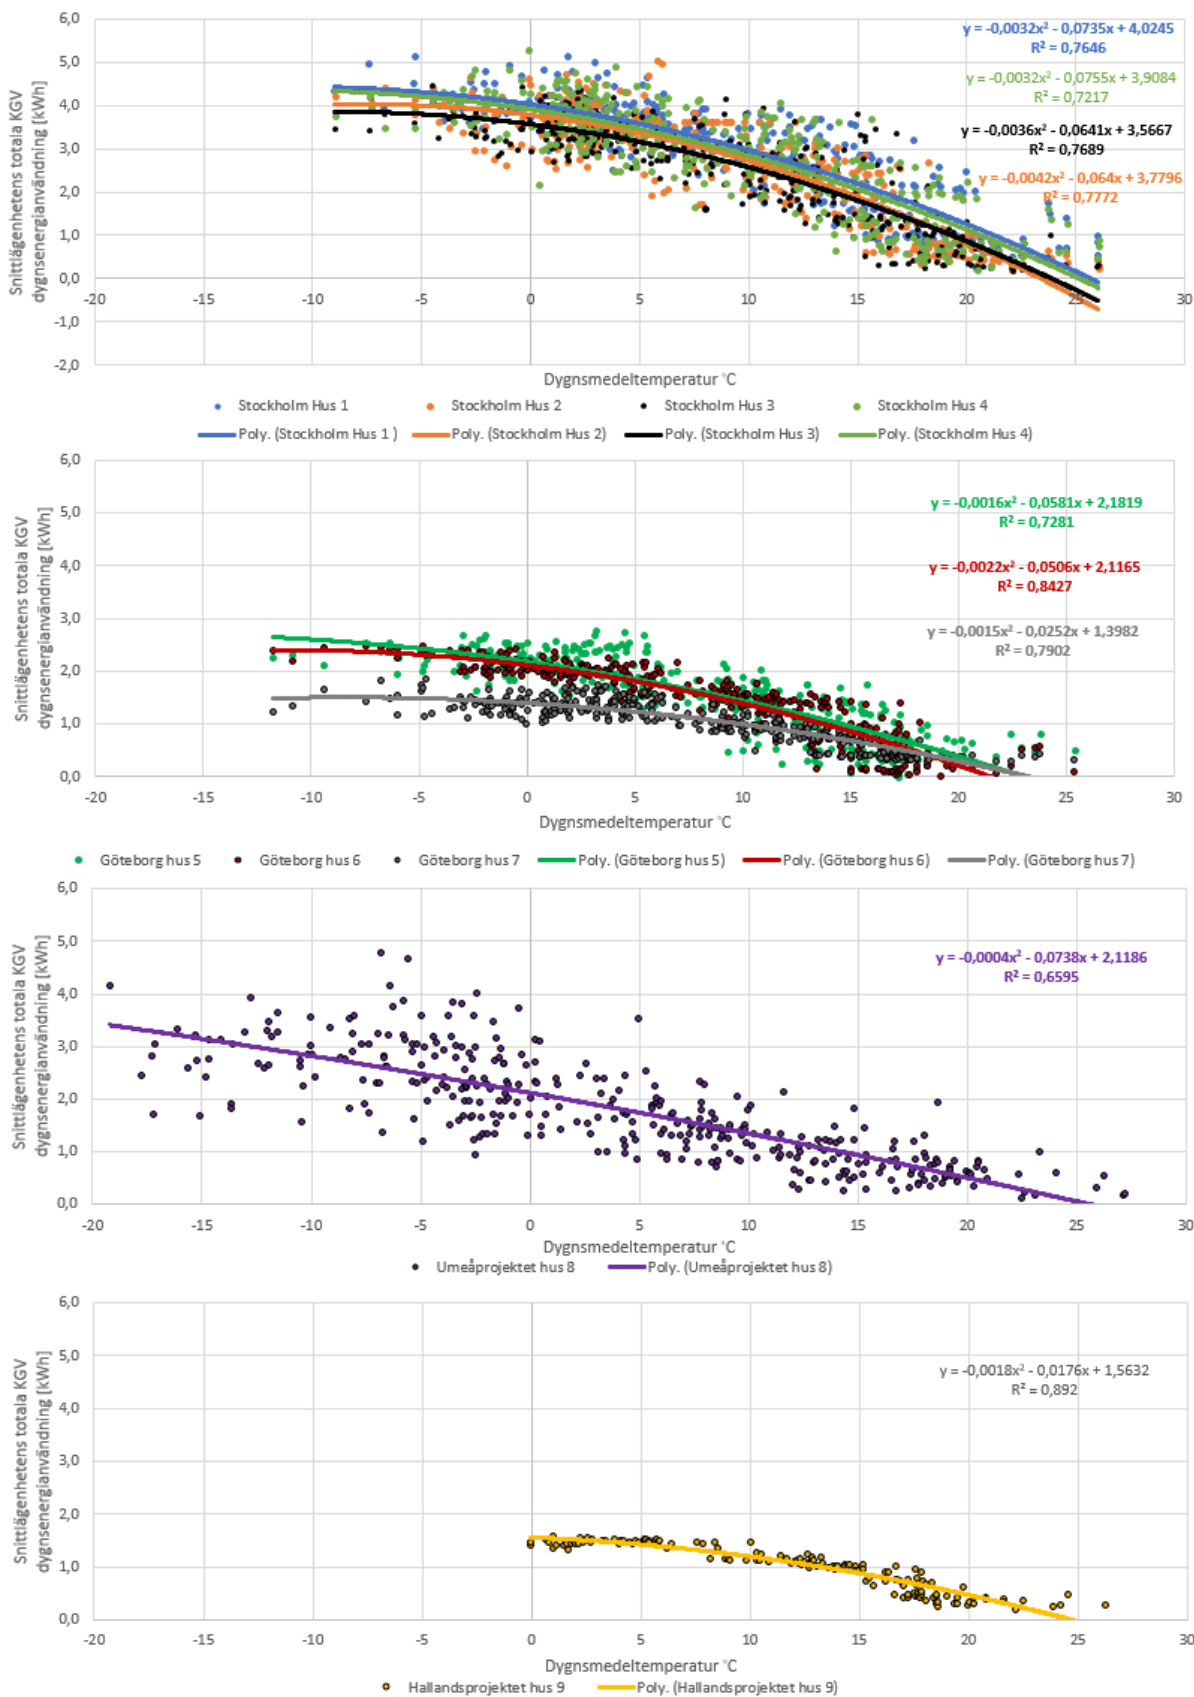 6,0
5,0
4,0
3,0
2,0
1,0
0,0
-1,0
-2,0
Snittlägenhetens totala KGV
dygnsenergianvändning [kWh]
y = -0,0032x² - 0,0735x + 4,0245
R² = 0,7646
y = -0,0032x² - 0,0755x + 3,9084
R² = 0,7217
y = -0,0036x² - 0,0641x + 3,5667
R² = 0,7689
y = -0,0042x² - 0,064x + 3,7796
R² = 0,7772
-20 -15 -10 -5 0 5 10 15 20 25 30
Dygnsmedeltemperatur °C
Stockholm Hus 1 Stockholm Hus 2 Stockholm Hus 3 Stockholm Hus 4
Poly. (Stockholm Hus 1 ) Poly. (Stockholm Hus 2) Poly. (Stockholm Hus 3) Poly. (Stockholm Hus 4)
6,0
5,0
4,0
3,0
2,0
1,0
0,0
Snittlägenhetens totala KGV
dygnsenergianvändning [kWh]
y = -0,0016x² - 0,0581x + 2,1819
R² = 0,7281
y = -0,0022x² - 0,0506x + 2,1165
R² = 0,8427
y = -0,0015x² - 0,0252x + 1,3982
R² = 0,7902
-20 -15 -10 -5 0 5 10 15 20 25 30
Dygnsmedeltemperatur °C
Göteborg hus 5 Göteborg hus 6 Göteborg hus 7 Poly. (Göteborg hus 5) Poly. (Göteborg hus 6) Poly. (Göteborg hus 7)
6,0
5,0
4,0
3,0
2,0
1,0
0,0
Snittlägenhetens totala KGV
dygnsenergianvändning [kWh]
y = -0,0004x² - 0,0738x + 2,1186
R² = 0,6595
-20 -15 -10 -5 0 5 10 15 20 25 30
Dygnsmedeltemperatur °C
Umeåprojektet hus 8 Poly. (Umeåprojektet hus 8)
6,0
5,0
4,0
3,0
2,0
1,0
0,0
Snittlägenhetens totala KGV
dygnsenergianvändning [kWh]
y = -0,0018x² - 0,0176x + 1,5632
R² = 0,892
-20 -15 -10 -5 0 5 10 15 20 25 30
Dygnsmedeltemperatur °C
Hallandsprojektet hus 9 Poly. (Hallandsprojektet hus 9)